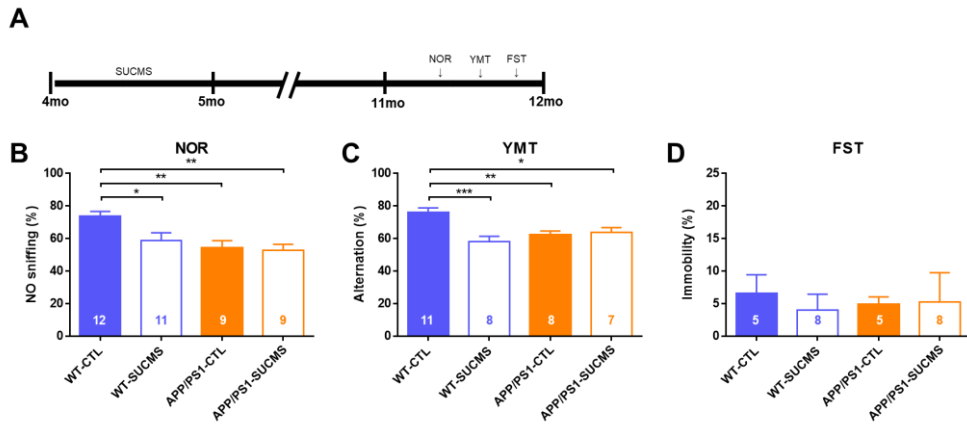 A
SUCMS
NOR YMT FST
↓ ↓ ↓
4mo 5mo 11mo 12mo
B
NOR
**
**
*
NO sniffing (%)
100
80
60
40
20
0
12 11 9 9
WT-CTL
WT-SUCMS
APP/PS1-CTL
APP/PS1-SUCMS
C
YMT
*
**
***
Alternation (%)
100
80
60
40
20
0
11 8 8 7
WT-CTL
WT-SUCMS
APP/PS1-CTL
APP/PS1-SUCMS
D
FST
Immobility (%)
25
20
15
10
5
0
5 8 5 8
WT-CTL
WT-SUCMS
APP/PS1-CTL
APP/PS1-SUCMS